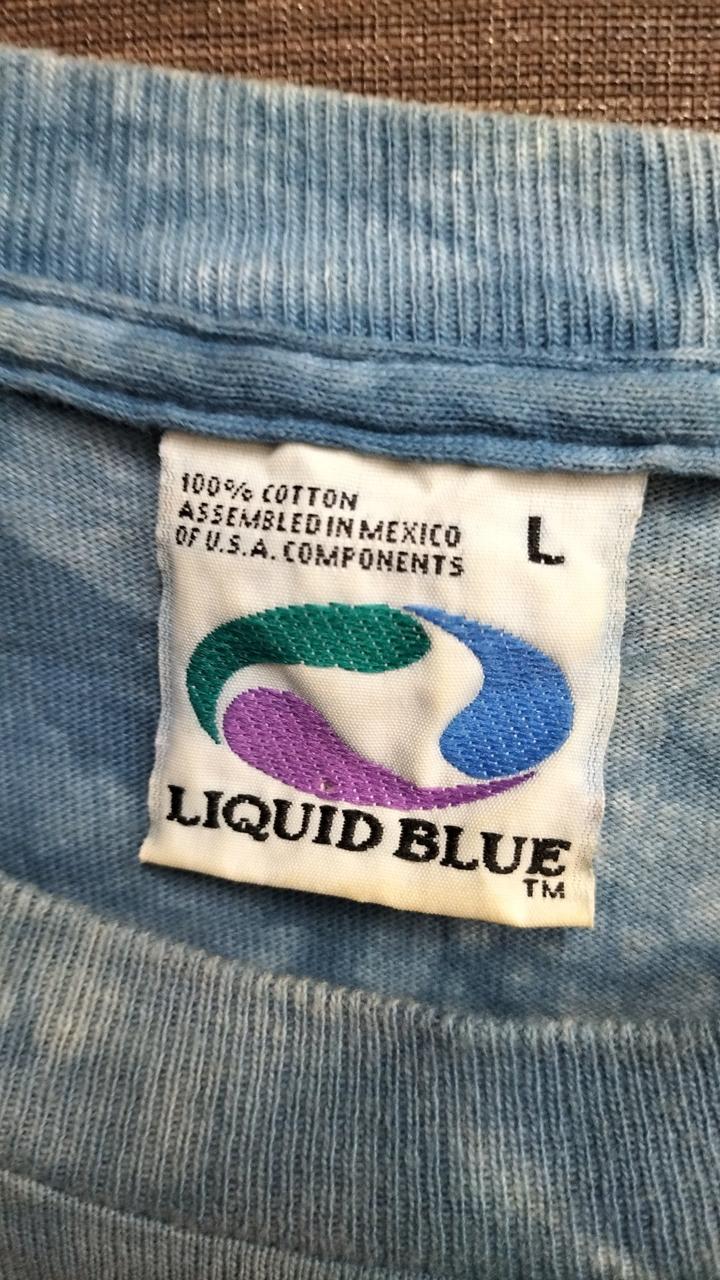 100% COTTON
ASSEMBLED IN MEXICO
OF U.S.A. COMPONENTS
L
LIQUID BLUE
TM